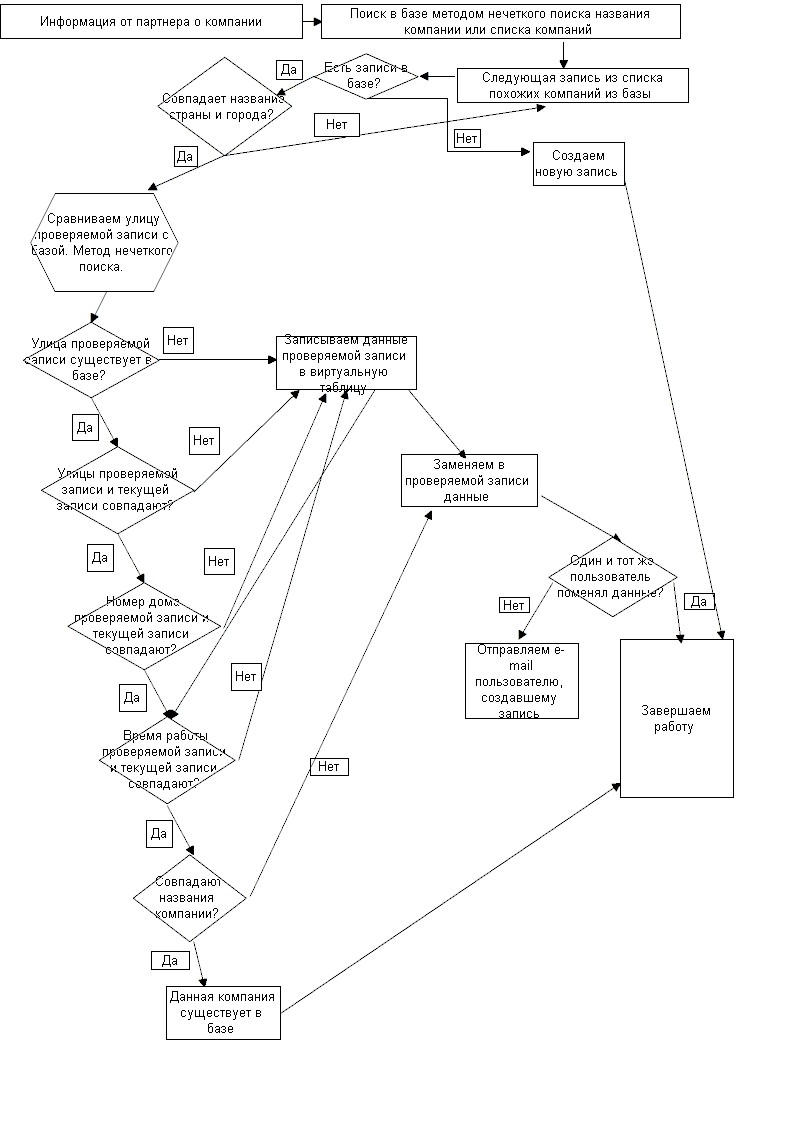 Информация от партнера о компании
Поиск в базе методом нечеткого поиска названия
компании или списка компаний
Да
Есть записи в
базе?
Следующая запись из списка
похожих компаний из базы
Совпадает название
страны и города?
Нет
Нет
Да
Создаем
новую запись
Сравниваем улицу
проверяемой записи с
базой. Метод нечеткого
поиска.
Улица проверяемой
записи существует в
базе?
Нет
Записываем данные
проверяемой записи
в виртуальную
таблицу
Да
Нет
Улицы проверяемой
записи и текущей
записи совпадают?
Заменяем в
проверяемой записи
данные
Да
Нет
Один и тот же
пользователь
поменял данные?
Нет
Да
Номер дома
проверяемой записи и
текущей записи
совпадают?
Отправляем e-
mail
пользователю,
создавшему
запись
Завершаем
работу
Да
Нет
Время работы
проверяемой записи
и текущей записи
совпадают?
Нет
Да
Совпадают
названия
компании?
Да
Данная компания
существует в
базе